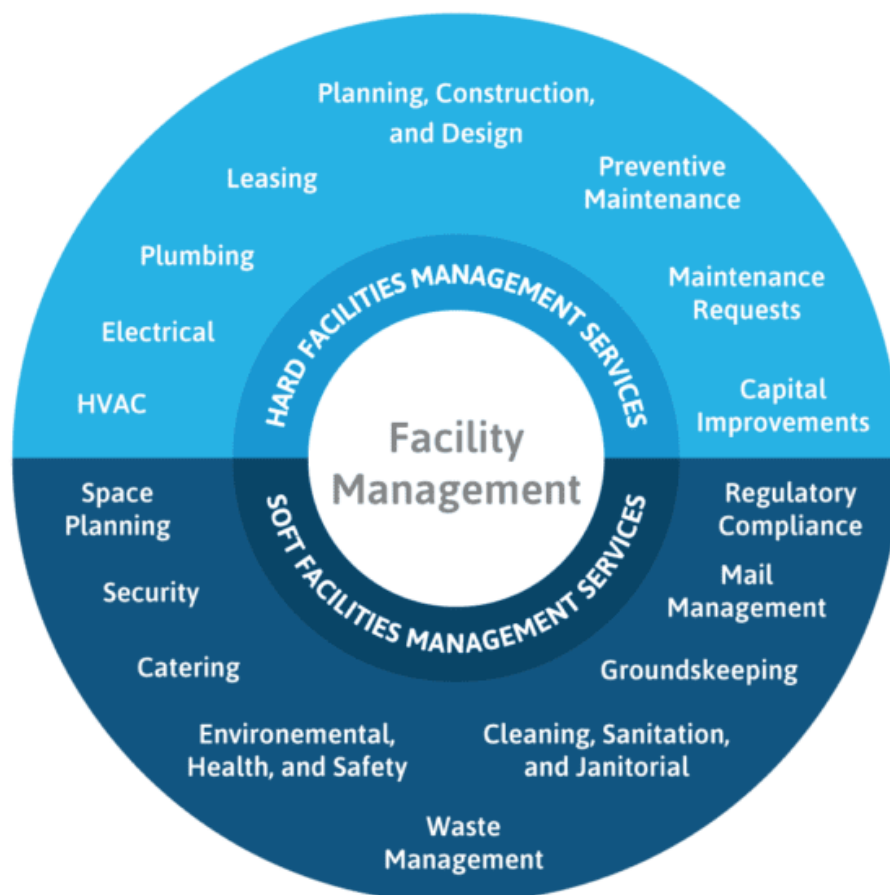 Planning, Construction,
and Design
Leasing
Preventive
Maintenance
Plumbing
Maintenance
Requests
Electrical
HVAC
Capital
Improvements
HARD FACILITIES MANAGEMENT SERVICES
Facility
Management
SOFT FACILITIES MANAGEMENT SERVICES
Space
Planning
Regulatory
Compliance
Security
Mail
Management
Catering
Groundskeeping
Environemental,
Health, and Safety
Cleaning, Sanitation,
and Janitorial
Waste
Management